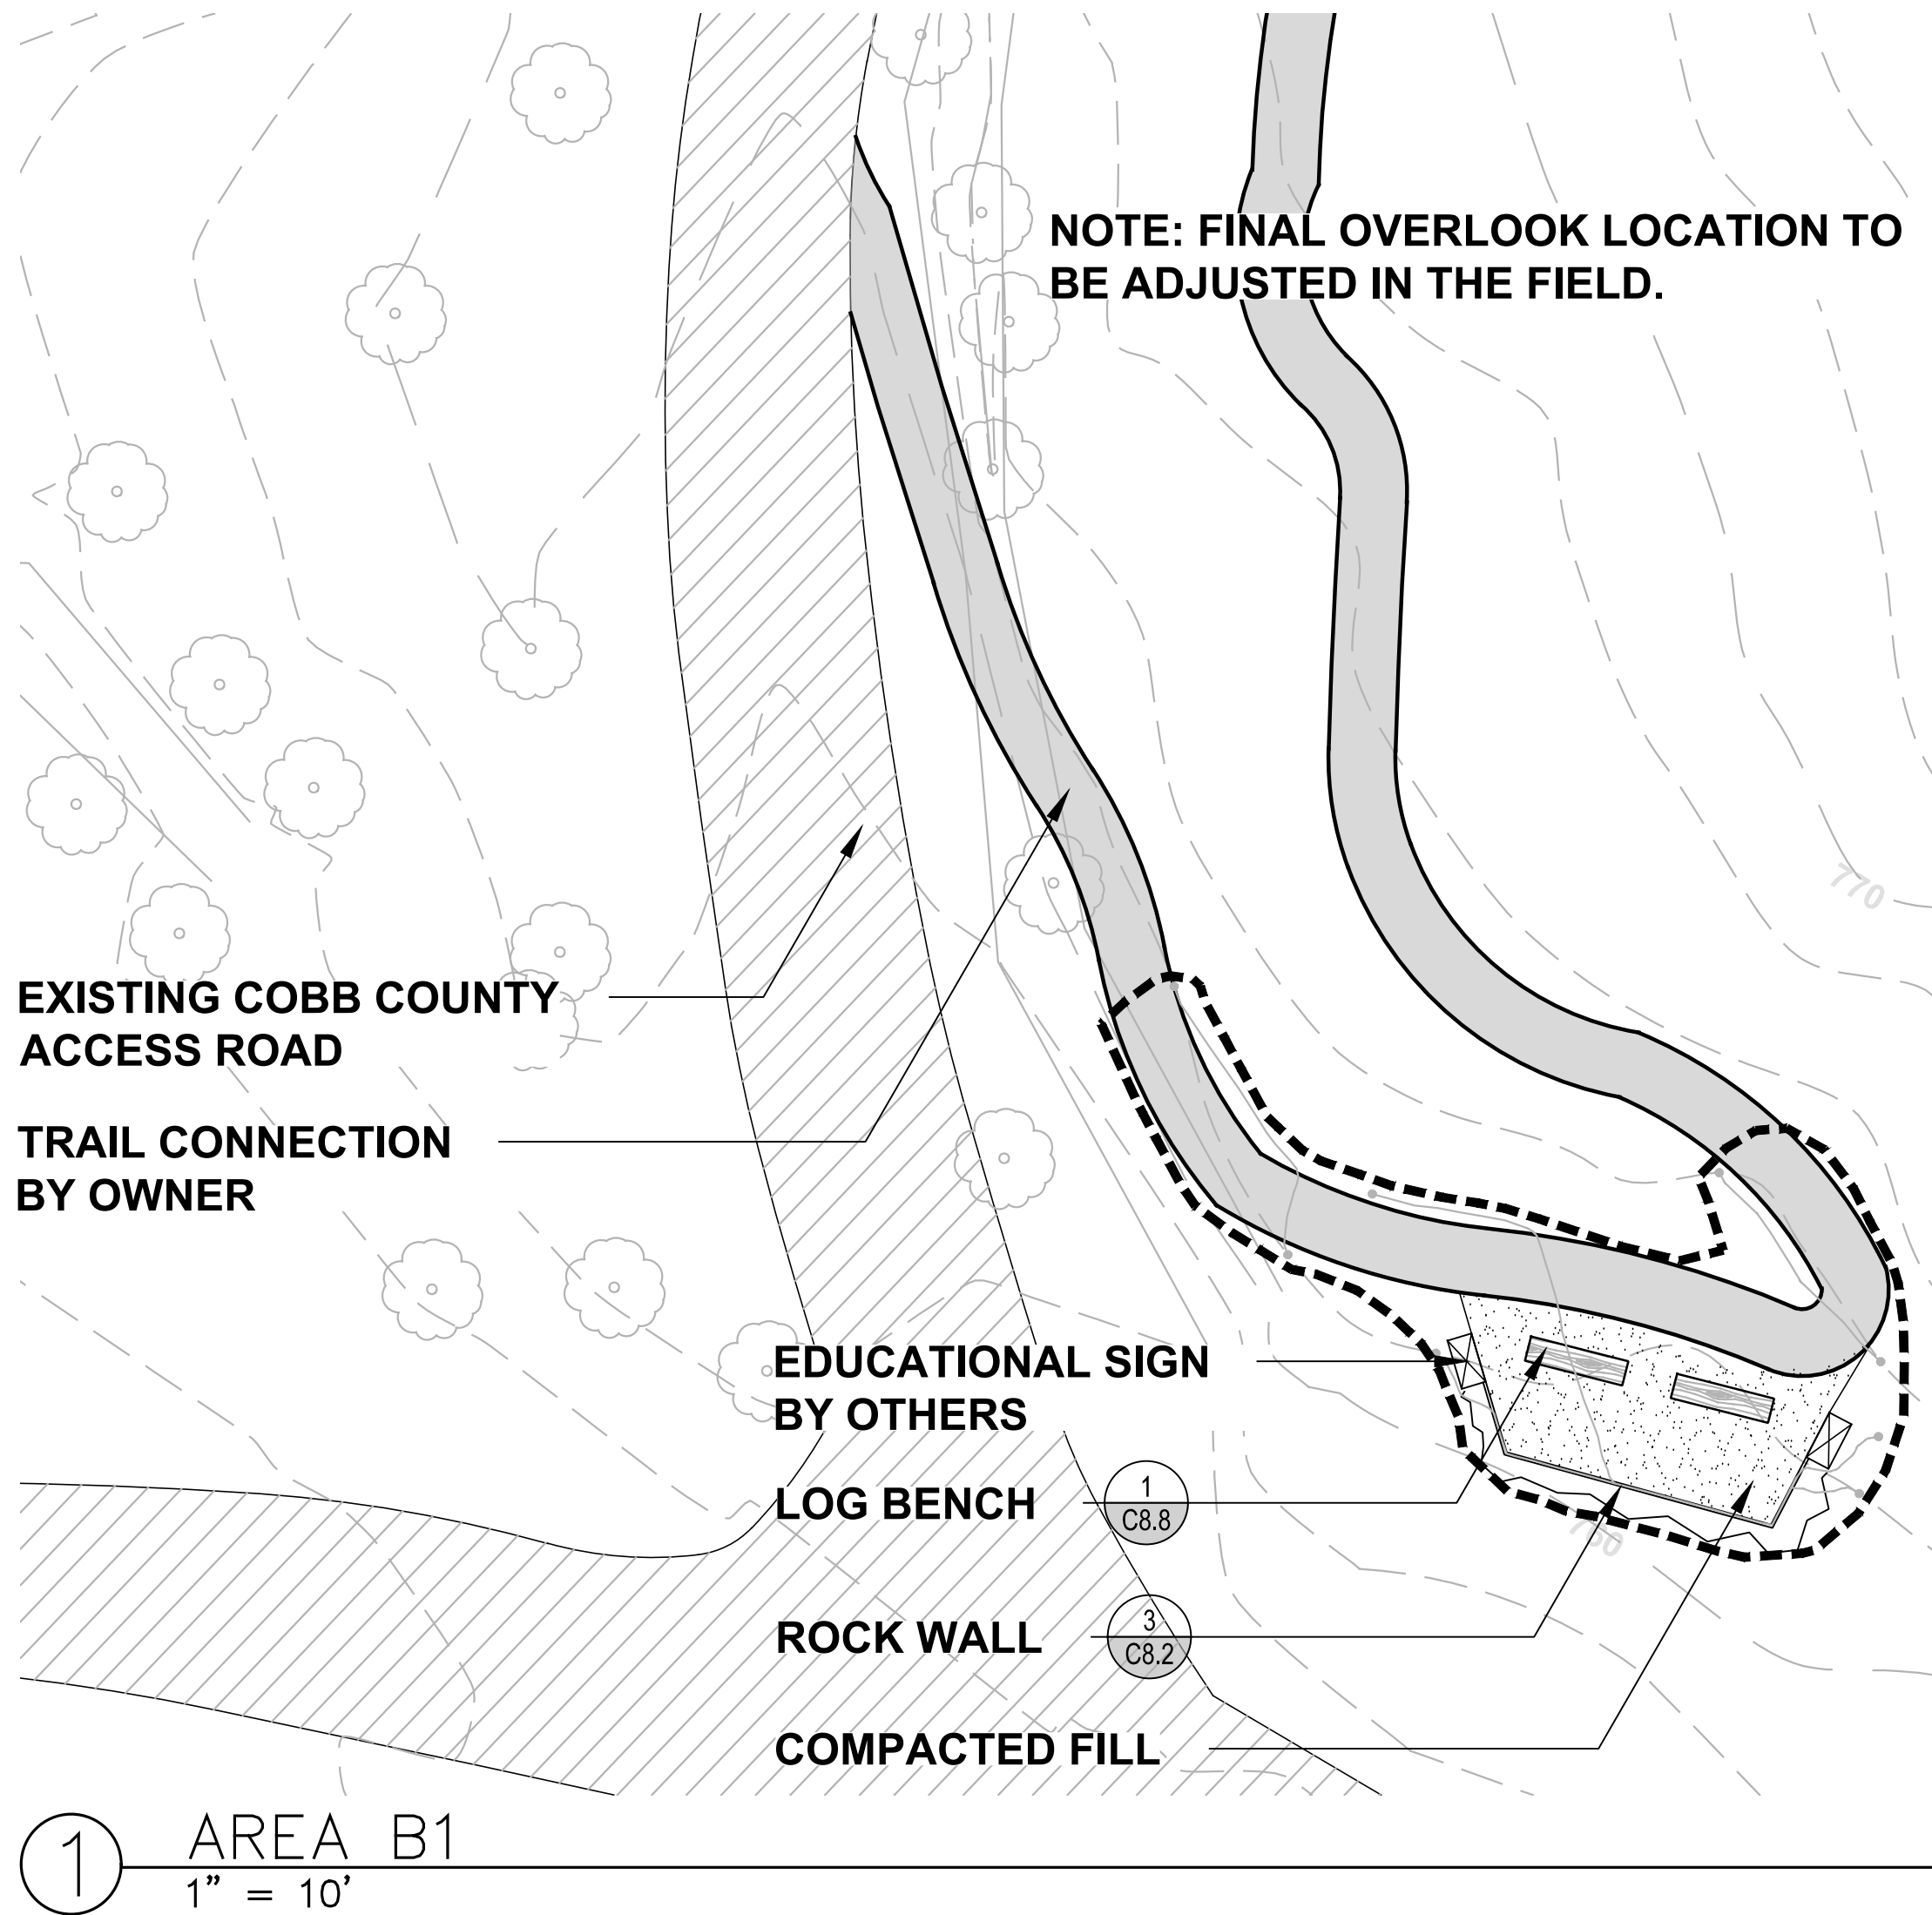 NOTE: FINAL OVERLOOK LOCATION TO
BE ADJUSTED IN THE FIELD.
770
EXISTING COBB COUNTY
ACCESS ROAD
TRAIL CONNECTION
BY OWNER
EDUCATIONAL SIGN
BY OTHERS
LOG BENCH
1
C8.8
760
ROCK WALL
3
C8.2
COMPACTED FILL
1
AREA B1
1" = 10'